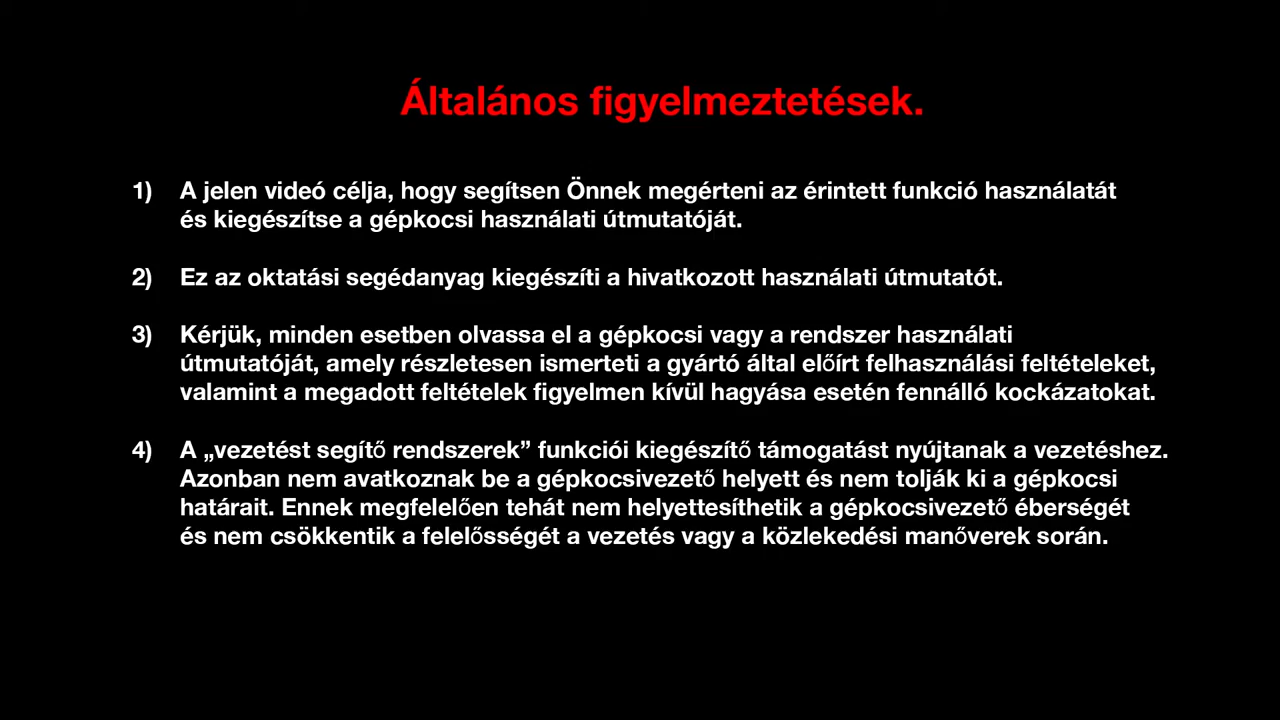 Általános figyelmeztetések.
1) A jelen videó célja, hogy segítsen Önnek megérteni az érintett funkció használatát
és kiegészítse a gépkocsi használati útmutatóját.
2) Ez az oktatási segédanyag kiegészíti a hivatkozott használati útmutatót.
3) Kérjük, minden esetben olvassa el a gépkocsi vagy a rendszer használati
útmutatóját, amely részletesen ismerteti a gyártó által előírt felhasználási feltételeket,
valamint a megadott feltételek figyelmen kívül hagyása esetén fennálló kockázatokat.
4) A „vezetést segítő rendszerek” funkciói kiegészítő támogatást nyújtanak a vezetéshez.
Azonban nem avatkoznak be a gépkocsivezető helyett és nem tolják ki a gépkocsi
határait. Ennek megfelelően tehát nem helyettesíthetik a gépkocsivezető éberségét
és nem csökkentik a felelősségét a vezetés vagy a közlekedési manőverek során.